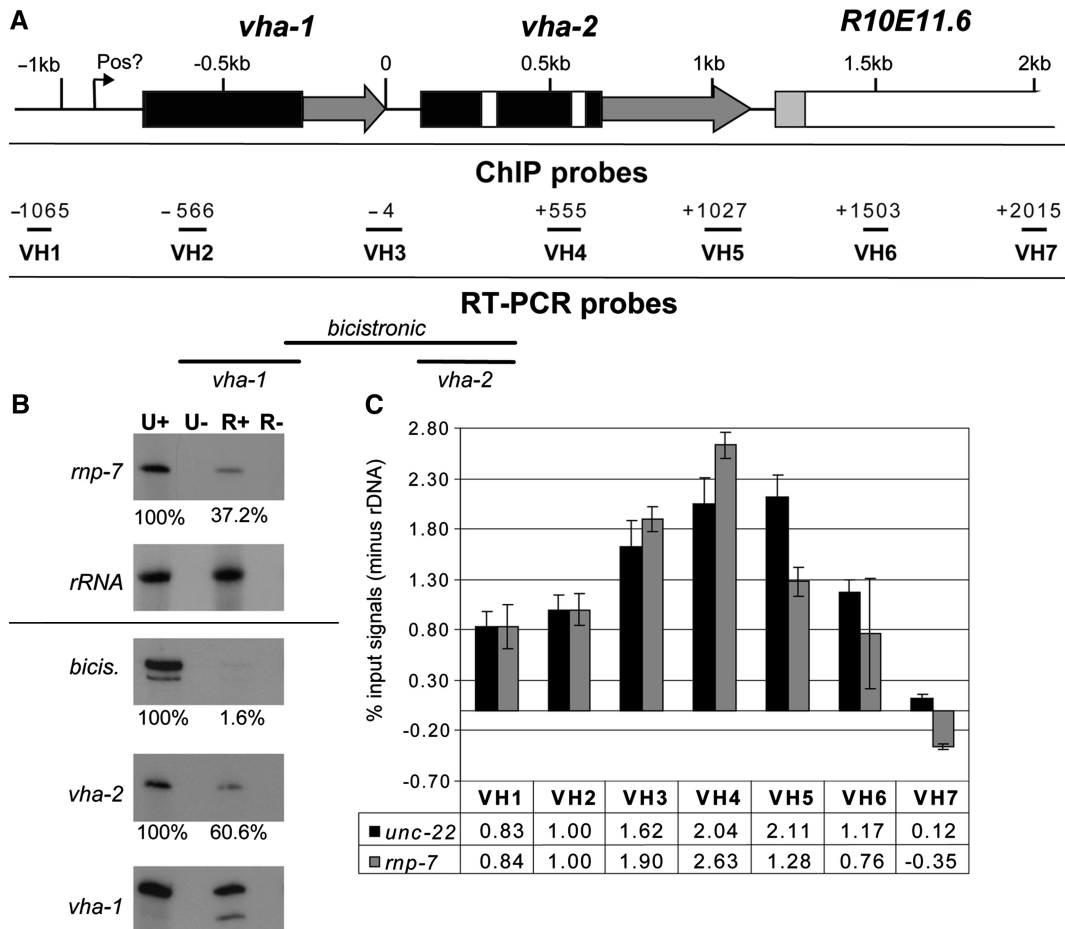 A
vha-1 vha-2 R10E11.6
–1kb Pos? -0.5kb 0 0.5kb 1kb 1.5kb 2kb
ChIP probes
–1065 – 566 – 4 +555 +1027 +1503 +2015
VH1 VH2 VH3 VH4 VH5 VH6 VH7
RT-PCR probes
bicistronic
vha-1 vha-2
B
U+ U- R+ R-
rnp-7
100% 37.2%
rRNA
bicis.
100% 1.6%
vha-2
100% 60.6%
vha-1
C
% input signals (minus rDNA)
2.80
2.30
1.80
1.30
0.80
0.30
-0.20
-0.70
VH1 VH2 VH3 VH4 VH5 VH6 VH7
unc-22 0.83 1.00 1.62 2.04 2.11 1.17 0.12
rnp-7 0.84 1.00 1.90 2.63 1.28 0.76 -0.35